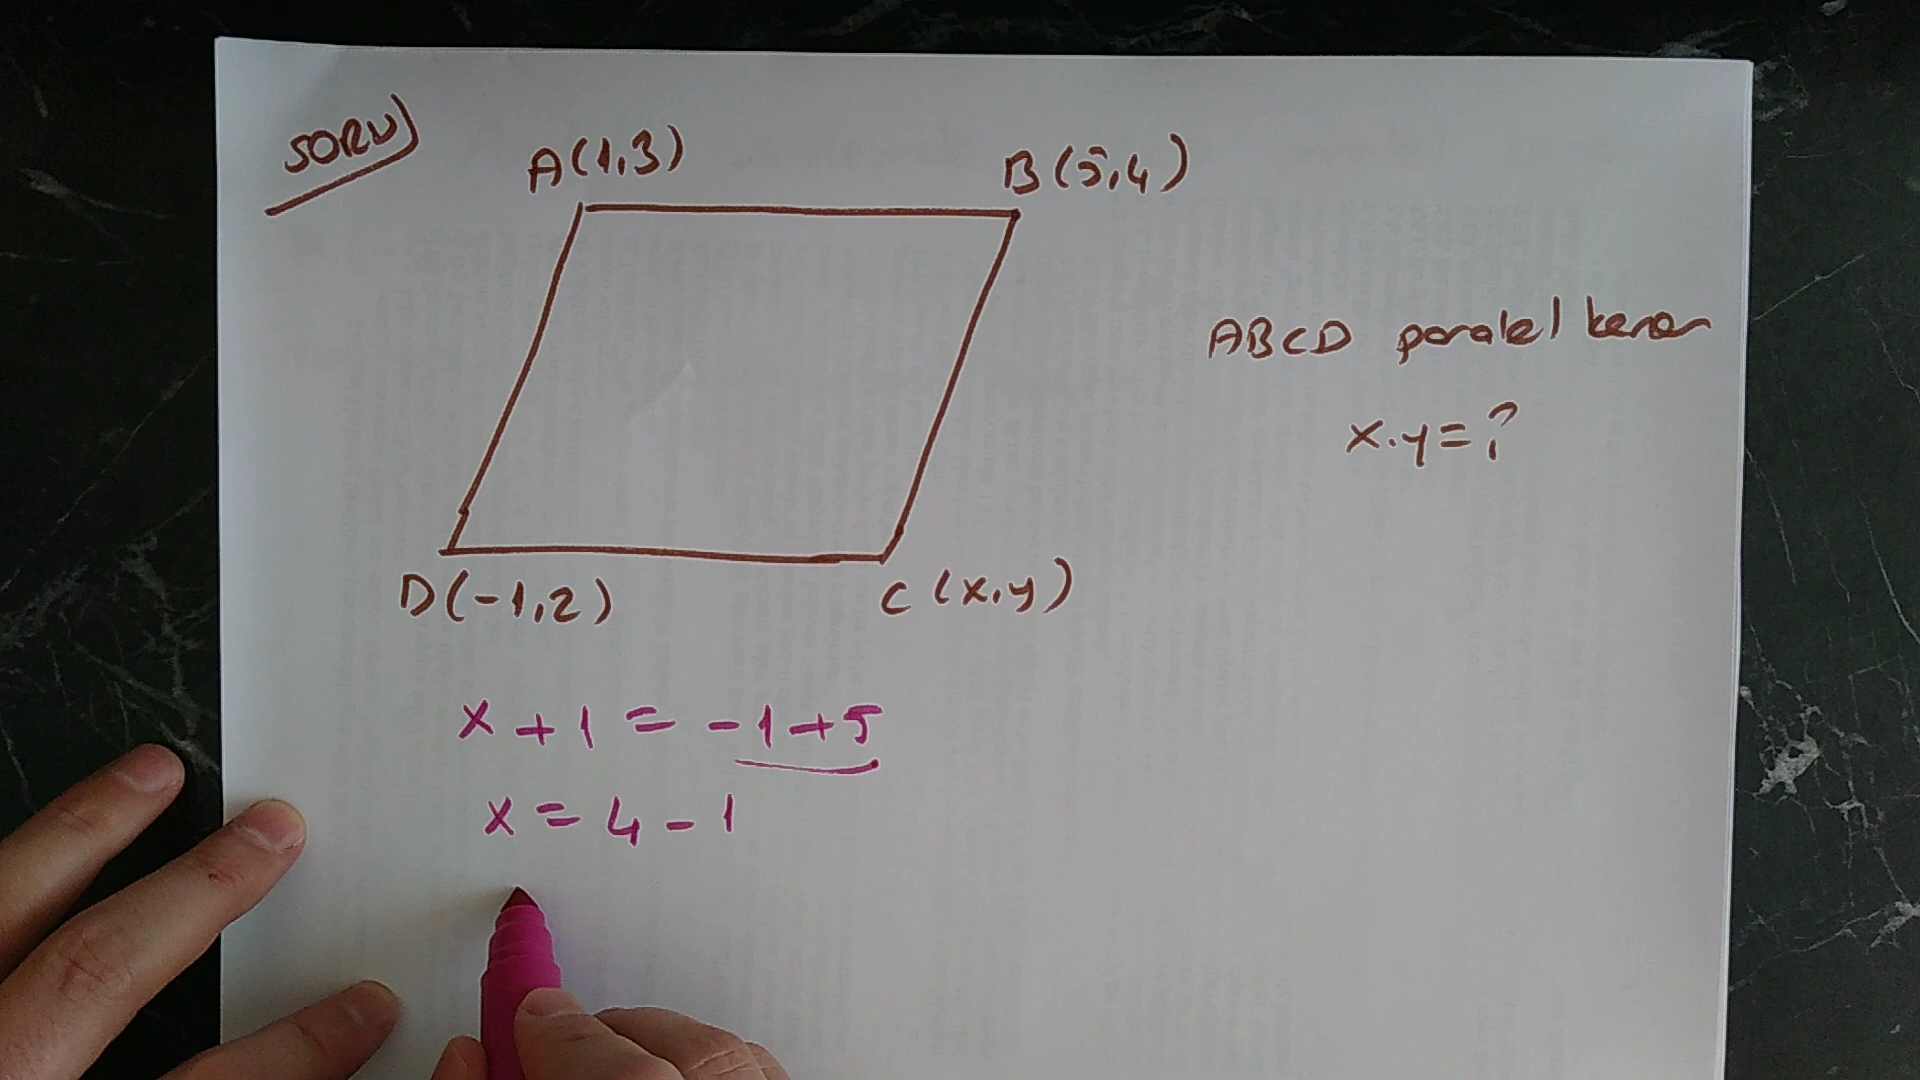 SORU)
A(1,3) B(5,4)
ABCD paralel kenar
x.y=?
D(-1,2) C(x,y)
x+1=-1+5
x=4-1